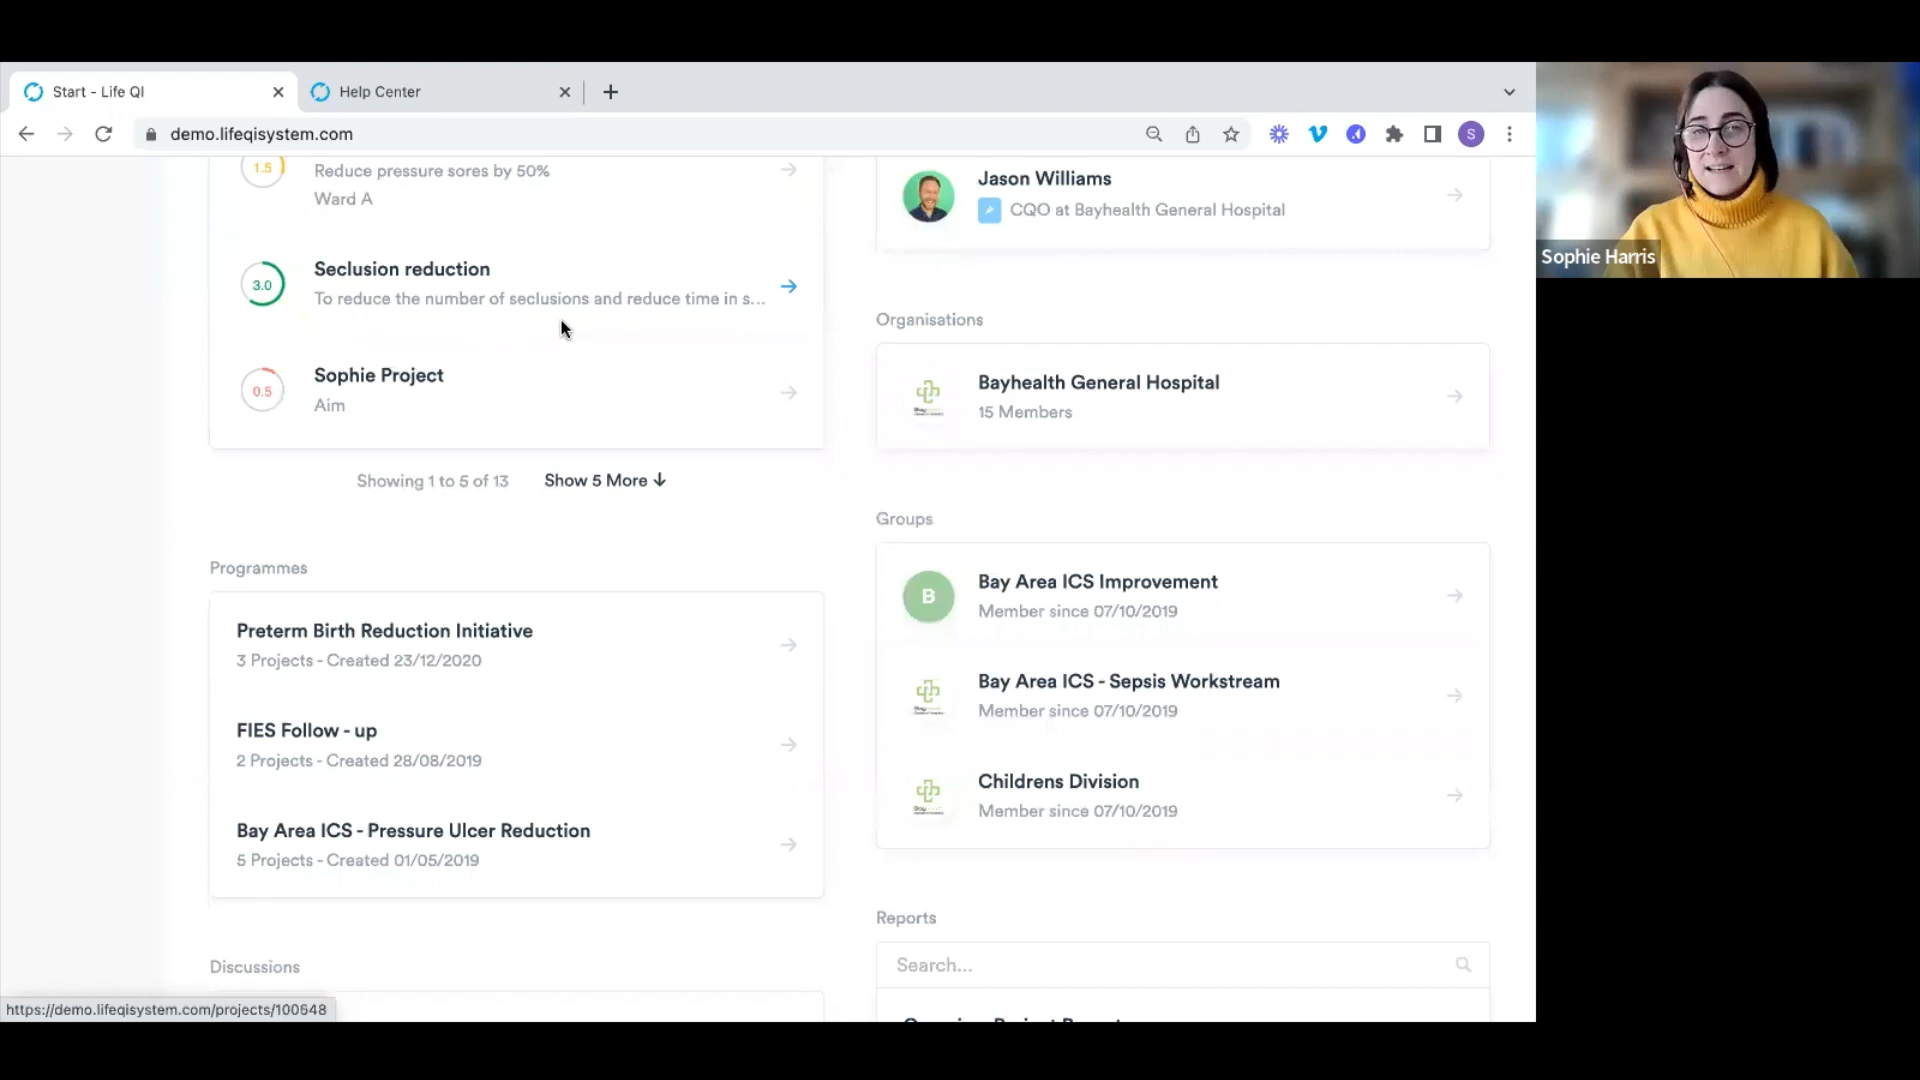 Start - Life QI
Help Center
demo.lifeqisystem.com
S
1.5
Reduce pressure sores by 50%
Ward A
3.0
Seclusion reduction
To reduce the number of seclusions and reduce time in s...
0.5
Sophie Project
Aim
Showing 1 to 5 of 13
Show 5 More
Programmes
Preterm Birth Reduction Initiative
3 Projects - Created 23/12/2020
FIES Follow - up
2 Projects - Created 28/08/2019
Bay Area ICS - Pressure Ulcer Reduction
5 Projects - Created 01/05/2019
Discussions
https://demo.lifeqisystem.com/projects/100648
Jason Williams
CQO at Bayhealth General Hospital
Organisations
Bayhealth General Hospital
15 Members
Groups
B
Bay Area ICS Improvement
Member since 07/10/2019
Bay Area ICS - Sepsis Workstream
Member since 07/10/2019
Childrens Division
Member since 07/10/2019
Reports
Search...
Sophie Harris